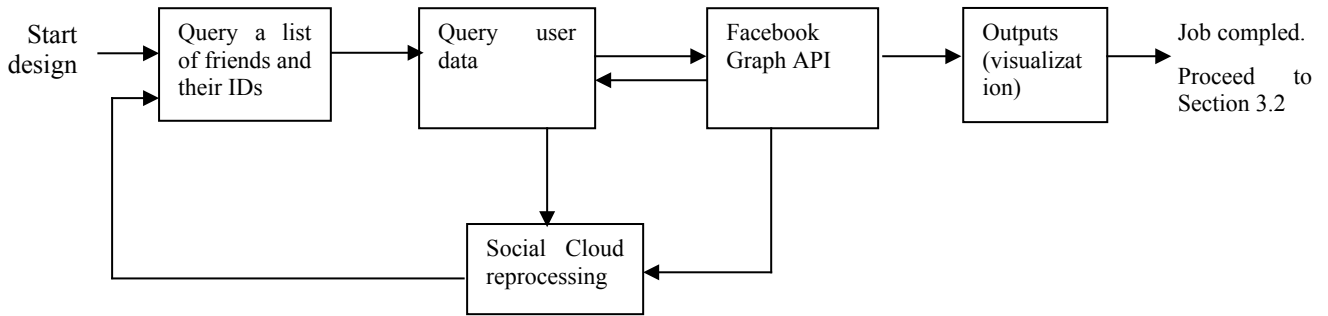 Start
design
Query a list
of friends and
their IDs
Query user
data
Facebook
Graph API
Outputs
(visualizat
ion)
Job compled.
Proceed to
Section 3.2
Social Cloud
reprocessing